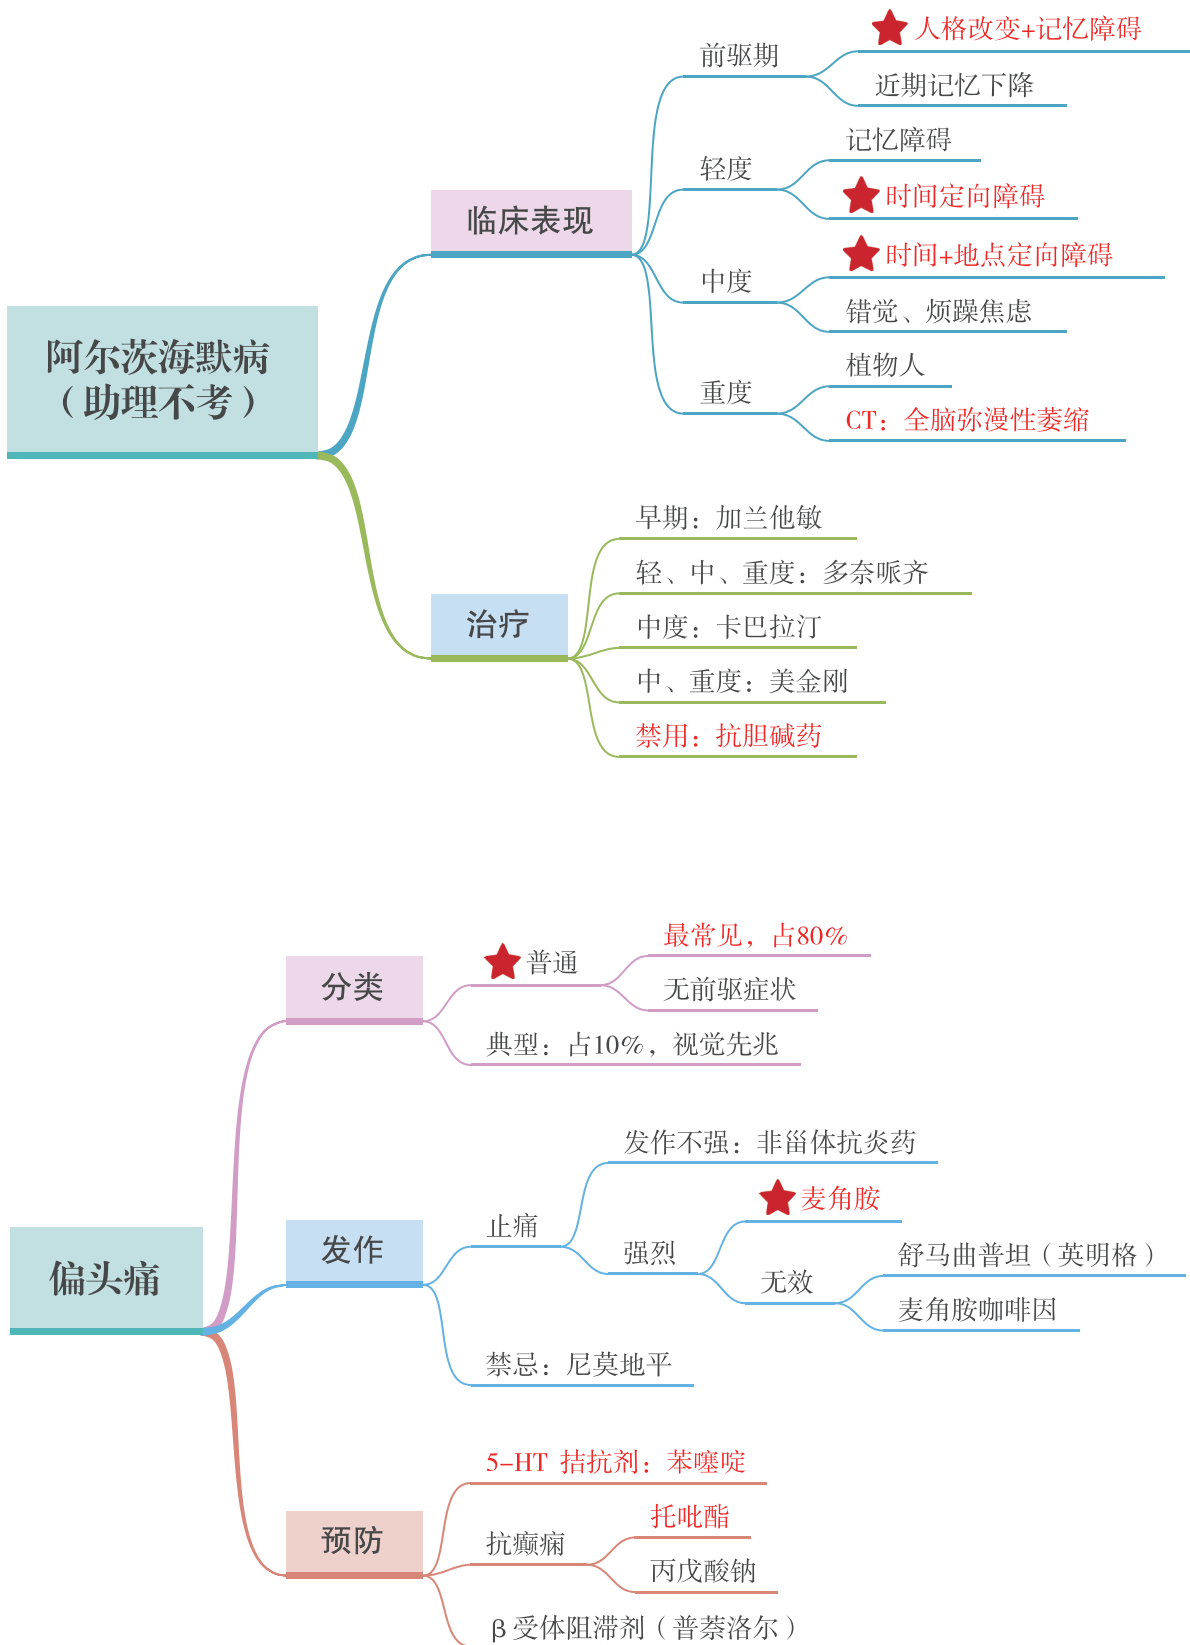 阿尔茨海默病
（助理不考）
临床表现
前驱期
人格改变+记忆障碍
近期记忆下降
轻度
记忆障碍
时间定向障碍
中度
时间+地点定向障碍
错觉、烦躁焦虑
重度
植物人
CT：全脑弥漫性萎缩
治疗
早期：加兰他敏
轻、中、重度：多奈哌齐
中度：卡巴拉汀
中、重度：美金刚
禁用：抗胆碱药
偏头痛
分类
普通
最常见，占80%
无前驱症状
典型：占10%，视觉先兆
发作
止痛
发作不强：非甾体抗炎药
强烈
麦角胺
无效
舒马曲普坦（英明格）
麦角胺咖啡因
禁忌：尼莫地平
预防
5-HT 拮抗剂：苯噻啶
抗癫痫
托吡酯
丙戊酸钠
β 受体阻滞剂（普萘洛尔）